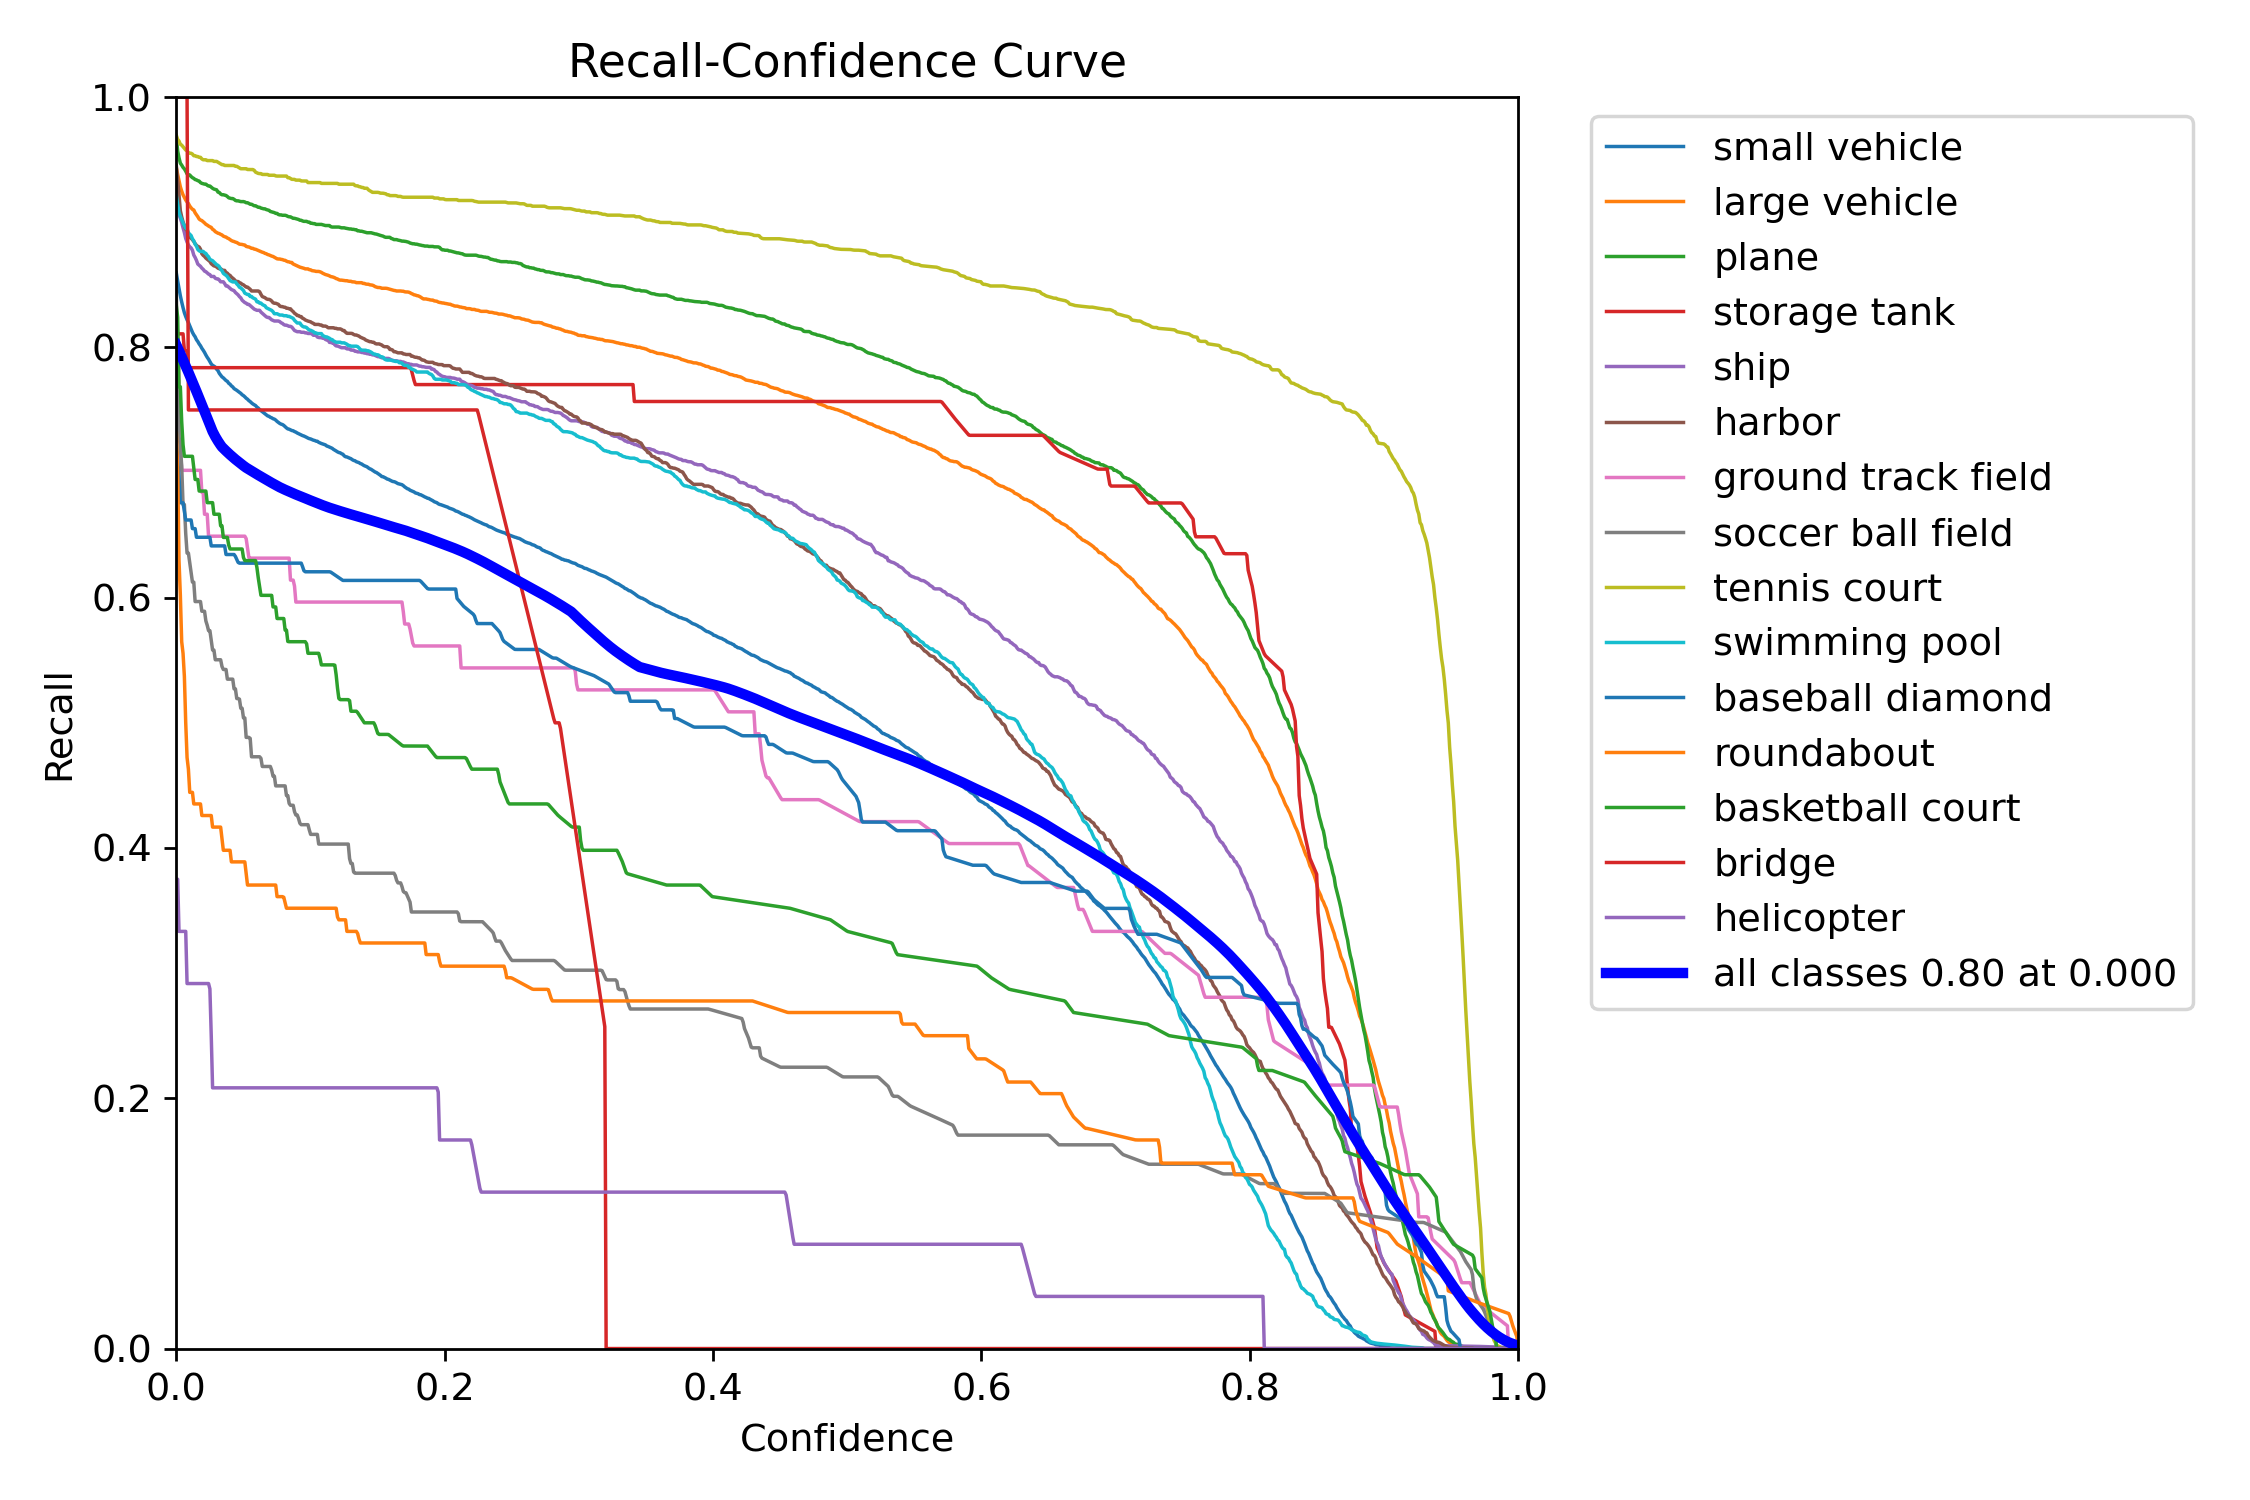 Recall-Confidence Curve
1.0
0.8
0.6
0.4
0.2
0.0
Recall
0.0 0.2 0.4 0.6 0.8 1.0
Confidence
small vehicle
large vehicle
plane
storage tank
ship
harbor
ground track field
soccer ball field
tennis court
swimming pool
baseball diamond
roundabout
basketball court
bridge
helicopter
all classes 0.80 at 0.000